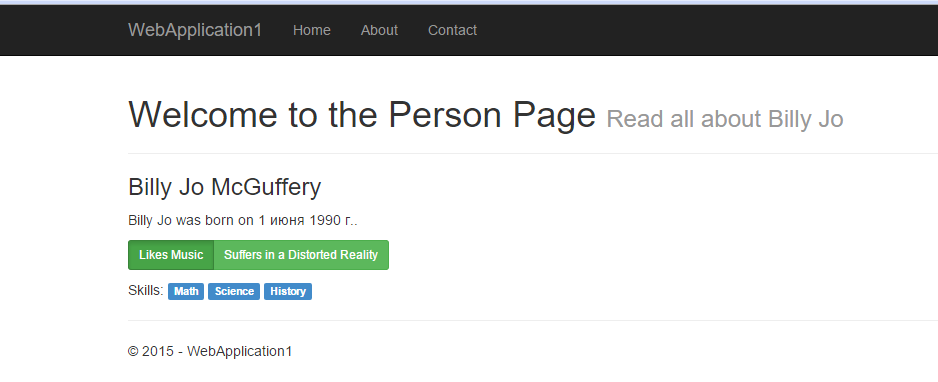 WebApplication1 Home About Contact
Welcome to the Person Page Read all about Billy Jo
Billy Jo McGuffery
Billy Jo was born on 1 июня 1990 г..
Likes Music Suffers in a Distorted Reality
Skills: Math Science History
© 2015 - WebApplication1